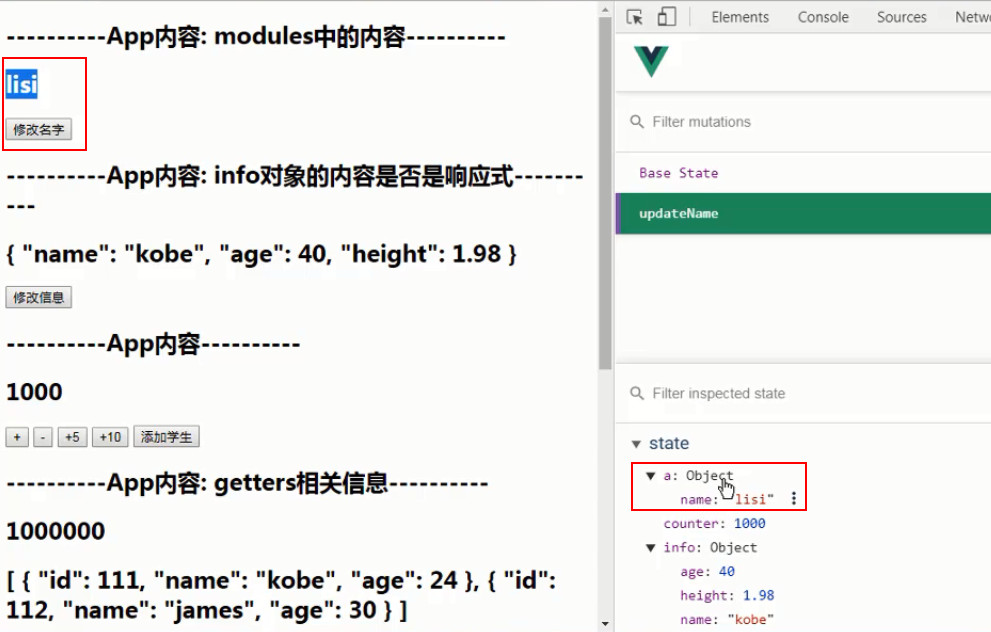 ----------App内容: modules中的内容----------
lisi
修改名字
----------App内容: info对象的内容是否是响应式-------
---
{ "name": "kobe", "age": 40, "height": 1.98 }
修改信息
----------App内容----------
1000
+ - +5 +10 添加学生
----------App内容: getters相关信息----------
1000000
[ { "id": 111, "name": "kobe", "age": 24 }, { "id":
112, "name": "james", "age": 30 } ]
Elements Console Sources Netw
Filter mutations
Base State
updateName
Filter inspected state
state
a: Object
name: "lisi"
counter: 1000
info: Object
age: 40
height: 1.98
name: "kobe"